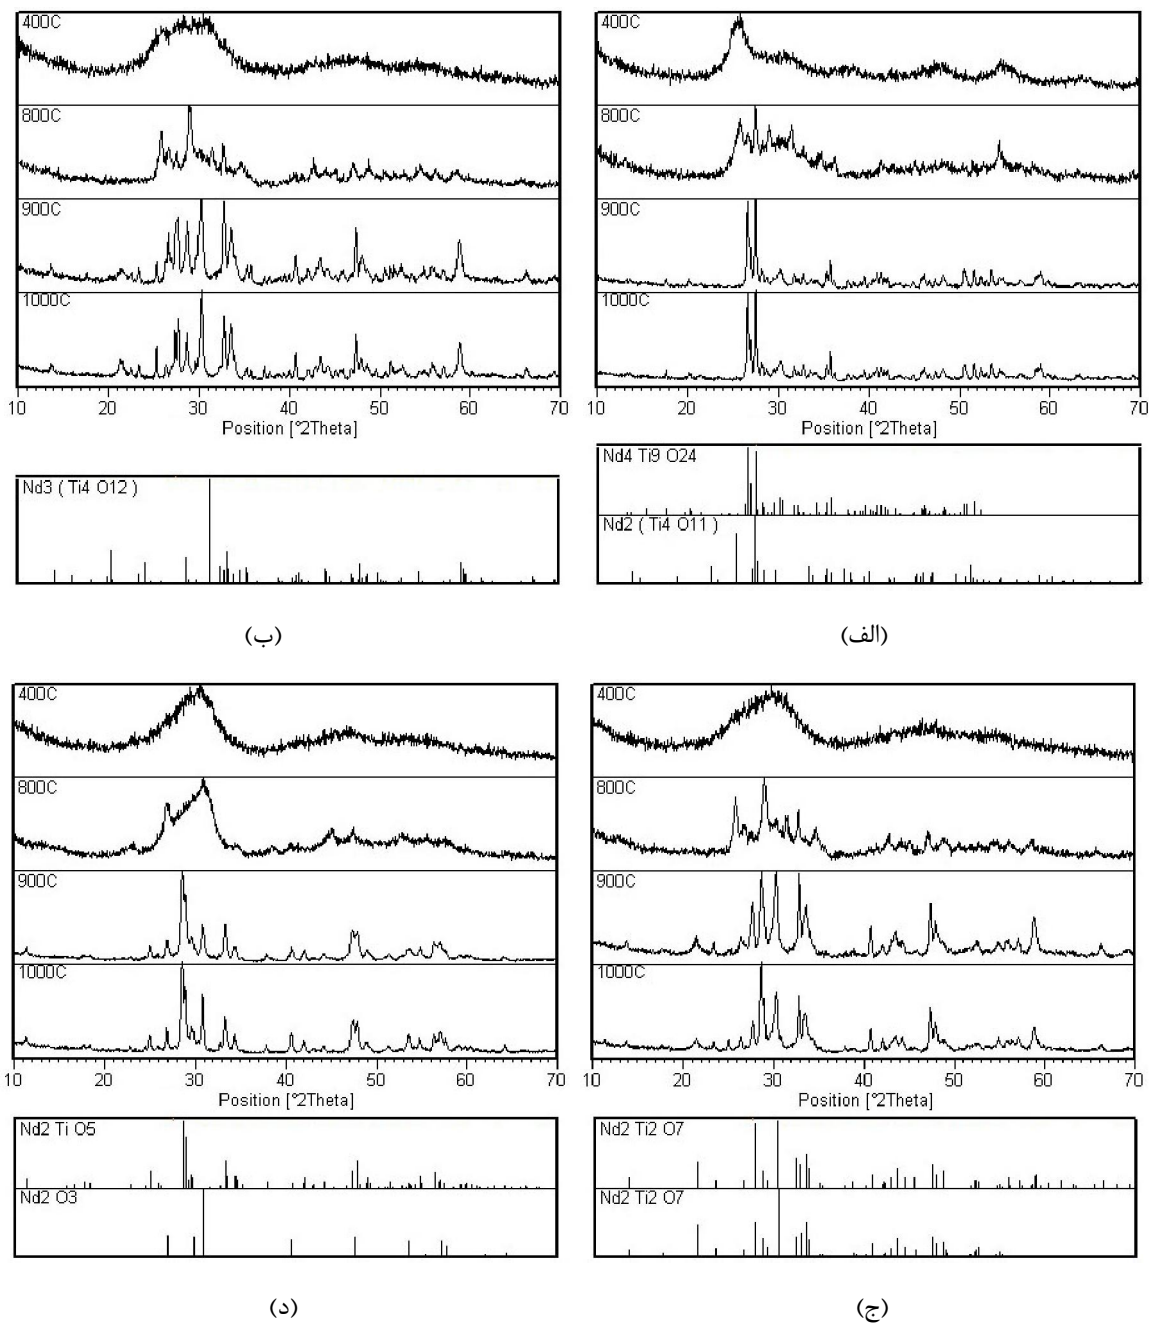 400C
800C
900C
1000C
10 20 30 40 50 60 70
Position [°2Theta]
Nd3 ( Ti4 O12 )
(ب)
400C
800C
900C
1000C
10 20 30 40 50 60 70
Position [°2Theta]
Nd4 Ti9 O24
Nd2 ( Ti4 O11 )
(الف)
400C
800C
900C
1000C
10 20 30 40 50 60 70
Position [°2Theta]
Nd2 Ti O5
Nd2 O3
(د)
400C
800C
900C
1000C
10 20 30 40 50 60 70
Position [°2Theta]
Nd2 Ti2 O7
Nd2 Ti2 O7
(ج)